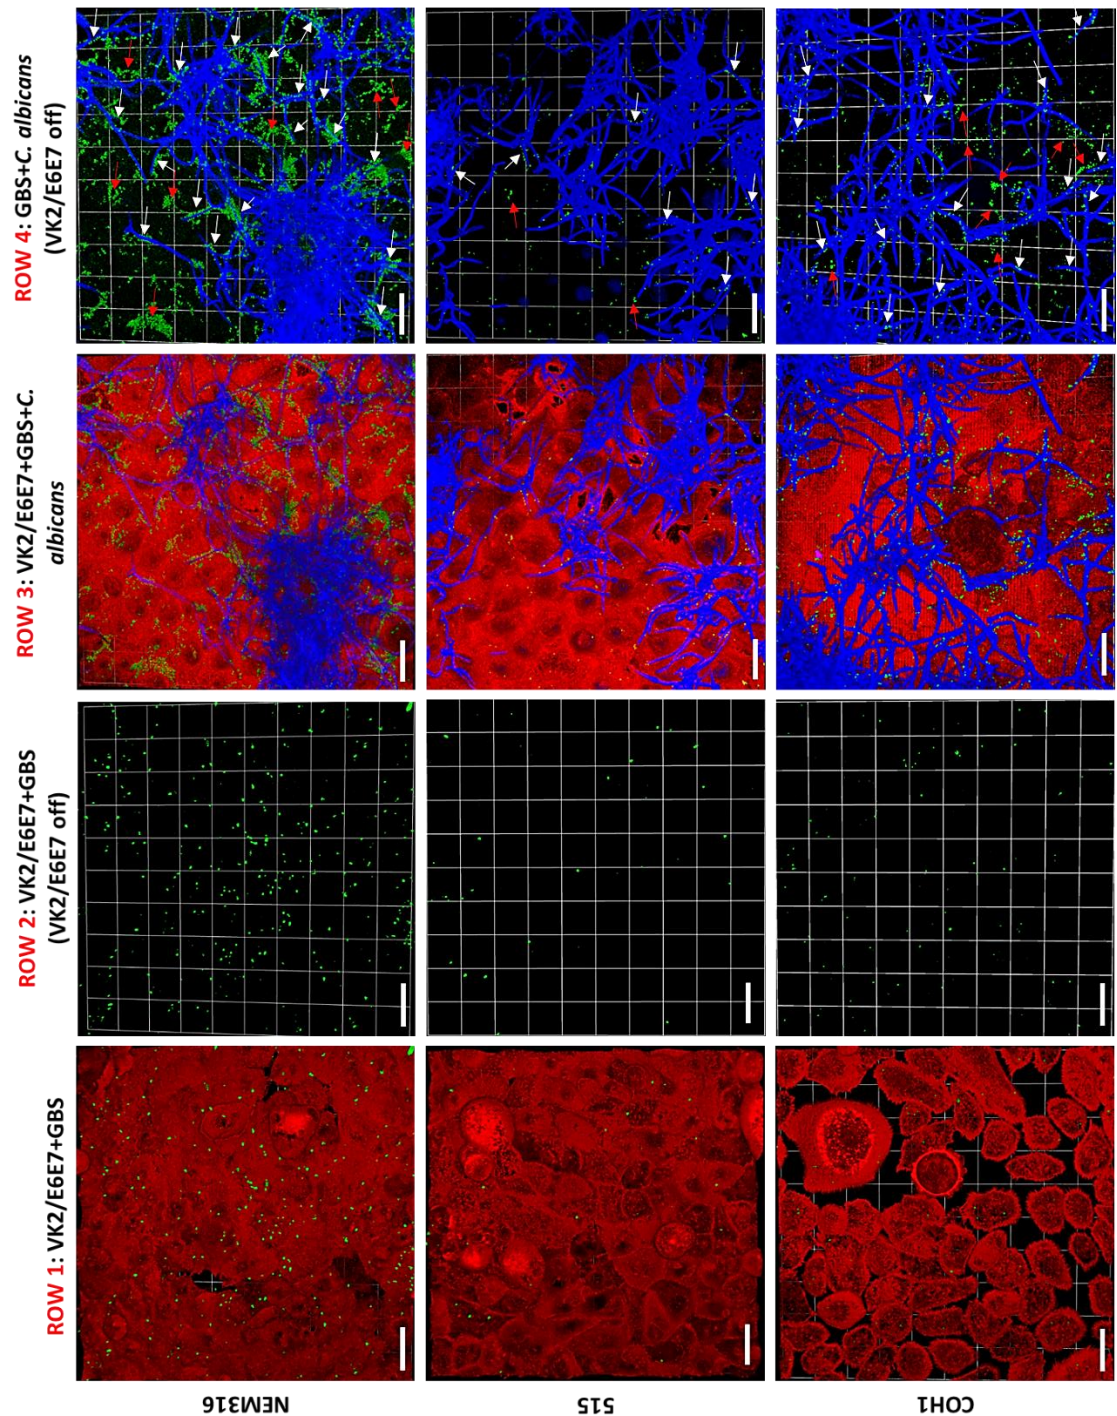 ROW 4: GBS+C. albicans
(VK2/E6E7 off)
ROW 3: VK2/E6E7+GBS+C.
albicans
ROW 2: VK2/E6E7+GBS
(VK2/E6E7 off)
ROW 1: VK2/E6E7+GBS
NEM316
515
COH1